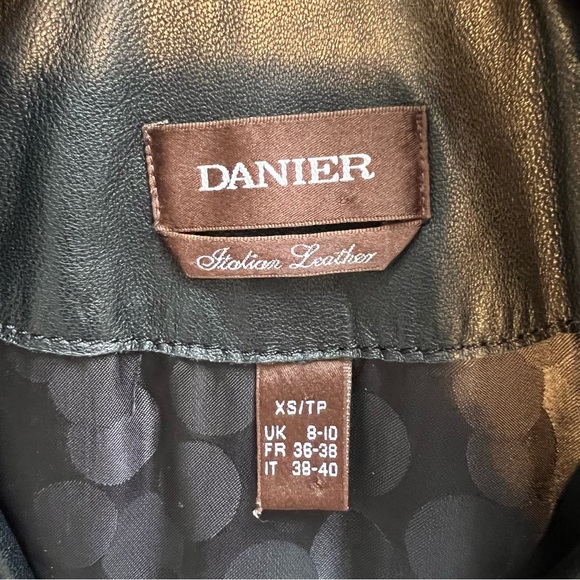 DANIER
Italian Leather
XS/TP
UK 8-10
FR 36-38
IT 38-40